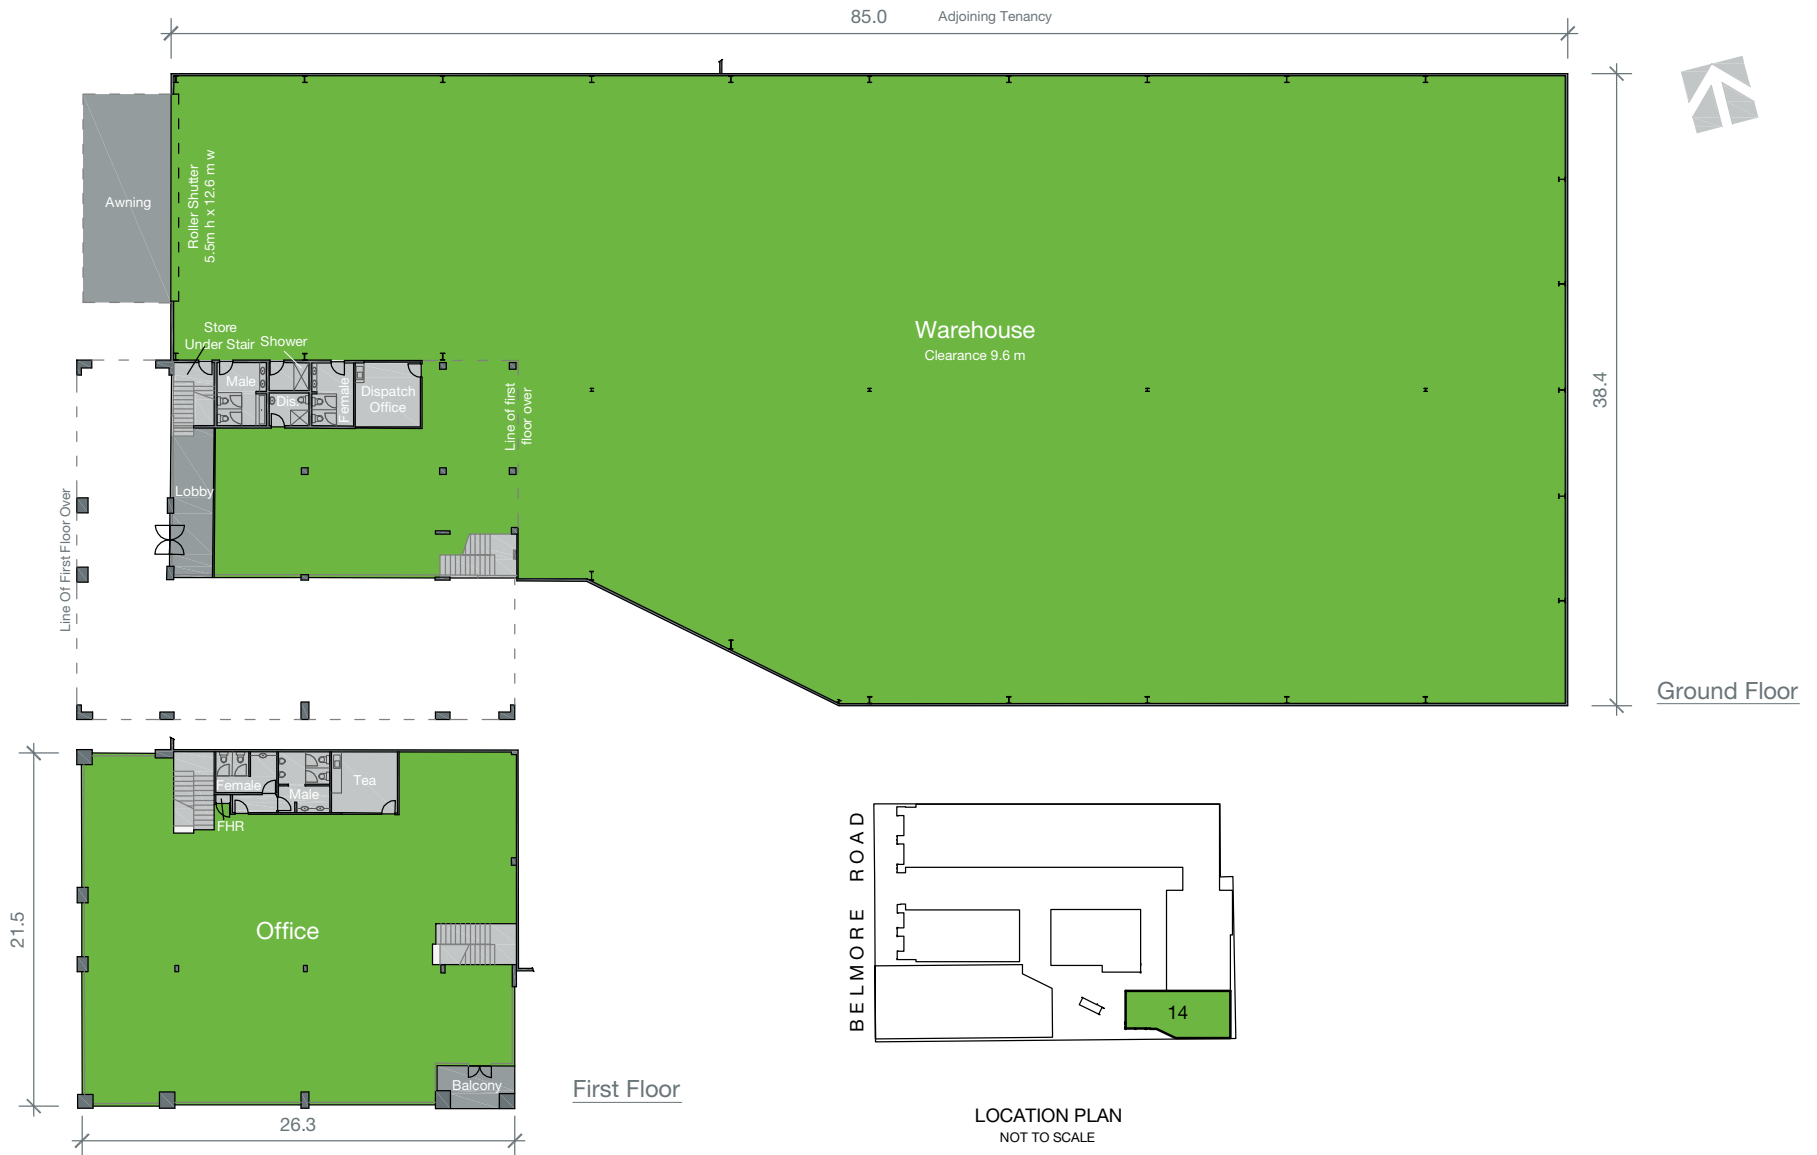 85.0 Adjoining Tenancy
Awning
Roller Shutter
5.5m h x 12.6 m w
Warehouse
Clearance 9.6 m
38.4
Store
Under Stair
Shower
Male
Dis.
Female
Dispatch
Office
Line of first
floor over
Lobby
Line Of First Floor Over
Ground Floor
21.5
Female
Male
Tea
FHR
Office
Balcony
26.3
First Floor
BELMORE ROAD
14
LOCATION PLAN
NOT TO SCALE